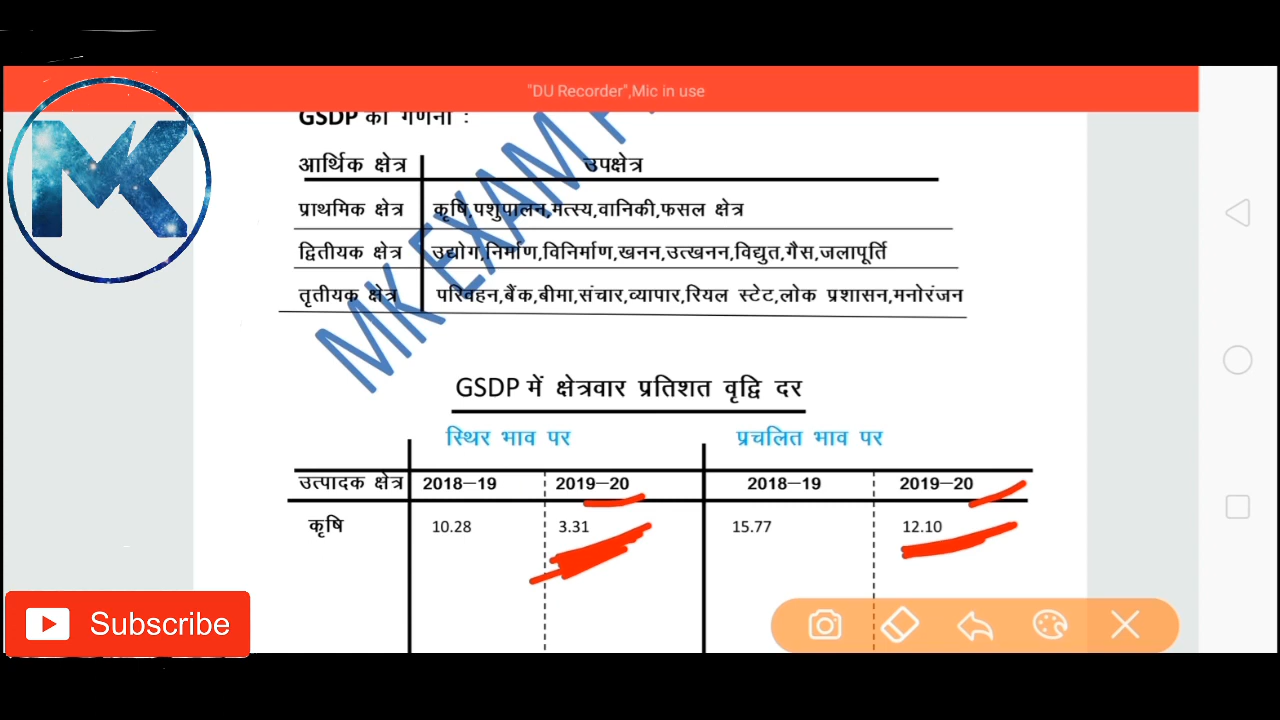 "DU Recorder",Mic in use
GSDP की गणना :
आर्थिक क्षेत्र उपक्षेत्र
प्राथमिक क्षेत्र कृषि,पशुपालन,मत्स्य,वानिकी,फसल क्षेत्र
द्वितीयक क्षेत्र उद्योग,निर्माण,विनिर्माण,खनन,उत्खनन,विद्युत,गैस,जलापूर्ति
तृतीयक क्षेत्र परिवहन,बैंक,बीमा,संचार,व्यापार,रियल स्टेट,लोक प्रशासन,मनोरंजन
MK EXAM
GSDP में क्षेत्रवार प्रतिशत वृद्वि दर
स्थिर भाव पर प्रचलित भाव पर
उत्पादक क्षेत्र 2018–19 2019–20 2018–19 2019–20
कृषि 10.28 3.31 15.77 12.10
MK
Subscribe